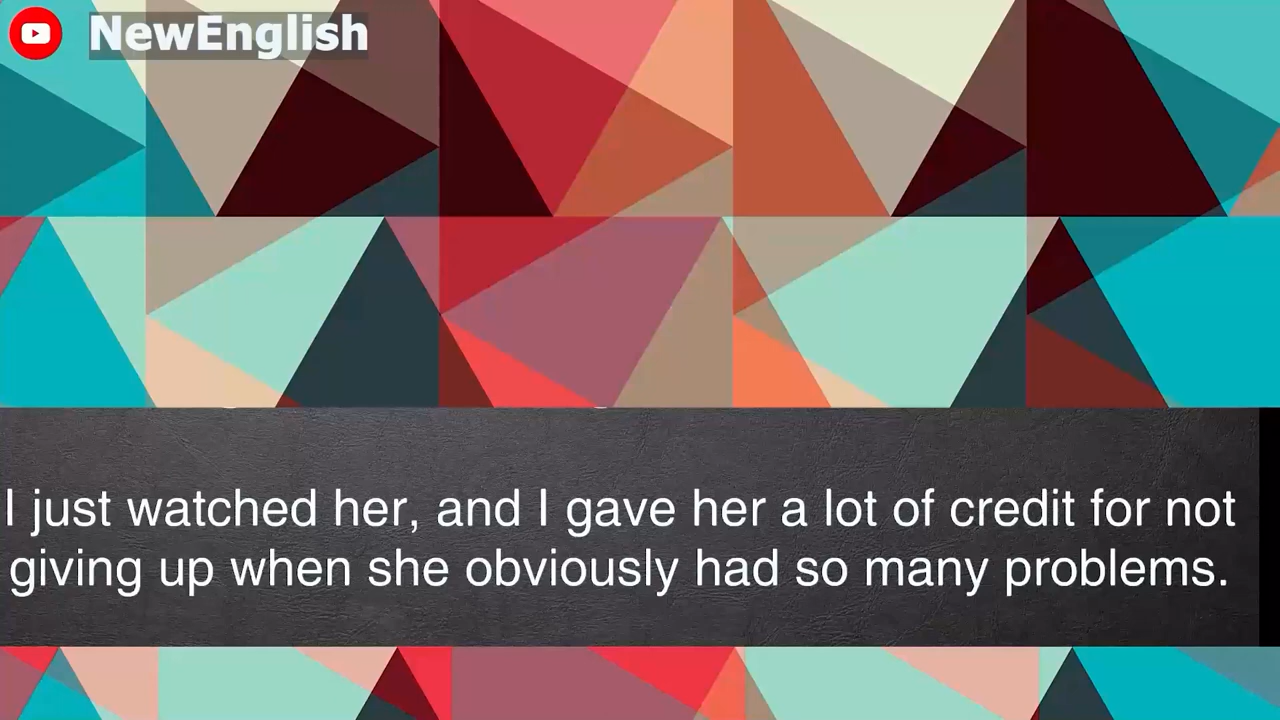 NewEnglish
I just watched her, and I gave her a lot of credit for not
giving up when she obviously had so many problems.